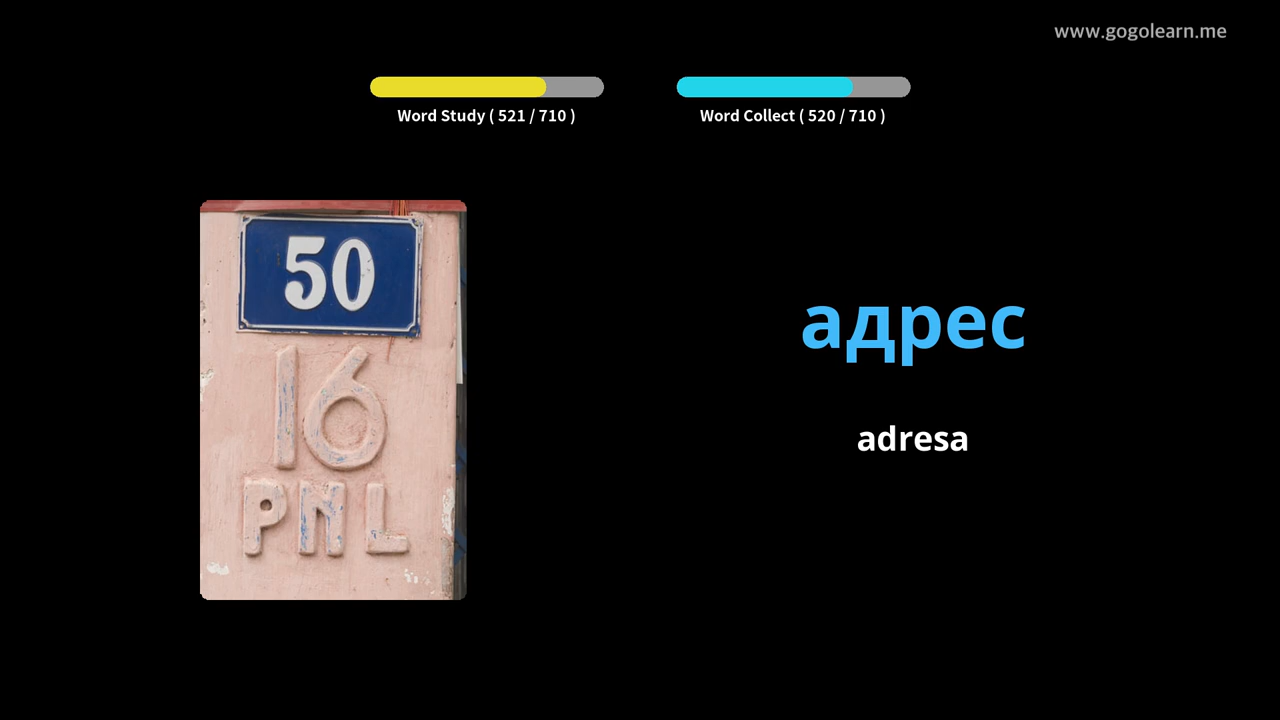 www.gogolearn.me
Word Study ( 521 / 710 )
Word Collect ( 520 / 710 )
50
16
PNL
адрес
adresa